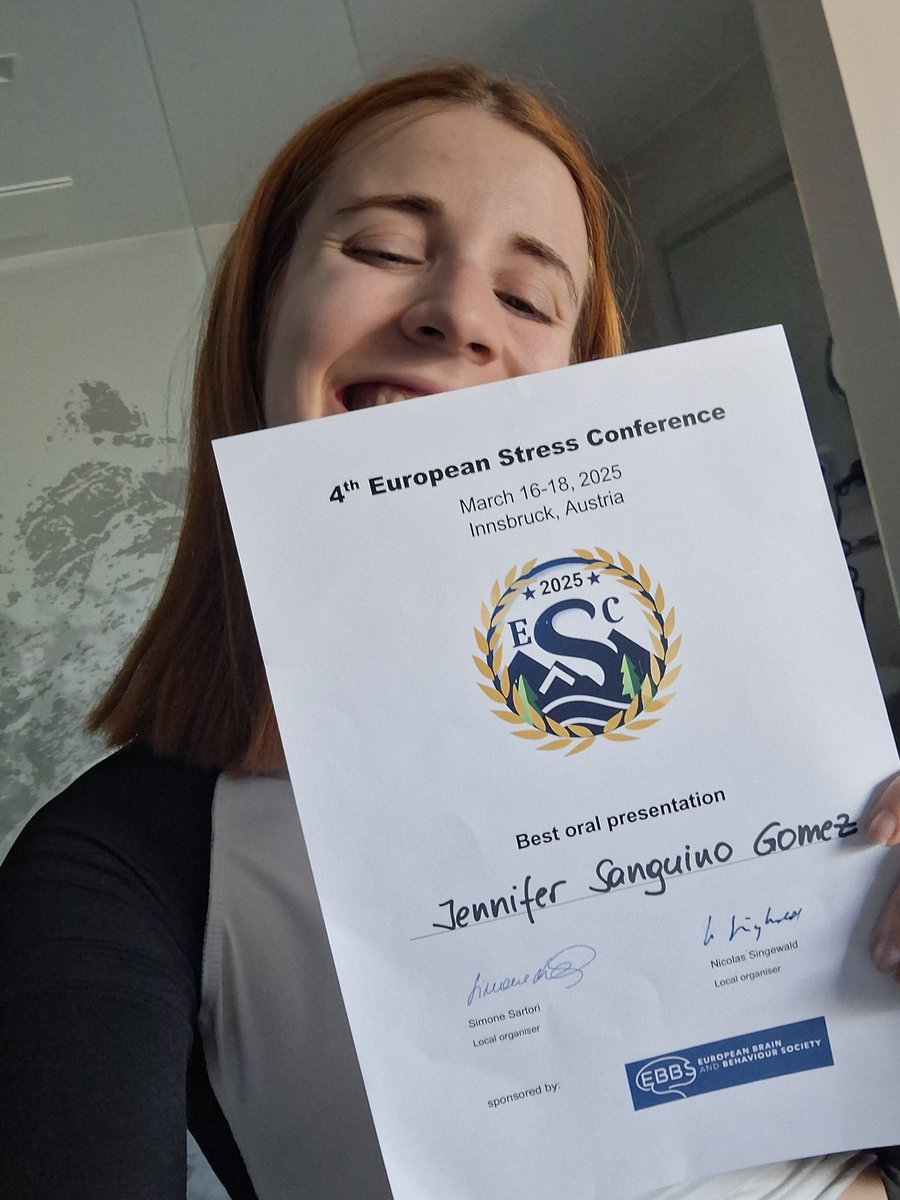 4th European Stress Conference
March 16-18, 2025
Innsbruck, Austria
★ 2025 ★
ESC
Best oral presentation
Jennifer Sanguino Gomez
Simone Sartori
Local organiser
Nicolas Singewald
Local organiser
sponsored by:
EBBS
EUROPEAN BRAIN
AND BEHAVIOUR SOCIETY